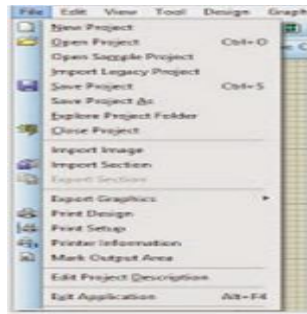 File Edit View Tool Design Graph
New Project
Open Project Ctrl+O
Open Sample Project
Import Legacy Project
Save Project Ctrl+S
Save Project As
Explore Project Folder
Close Project
Import Image
Import Section
Export Section
Export Graphics
Print Design
Print Setup
Printer Information
Mark Output Area
Edit Project Description
Exit Application Alt+F4